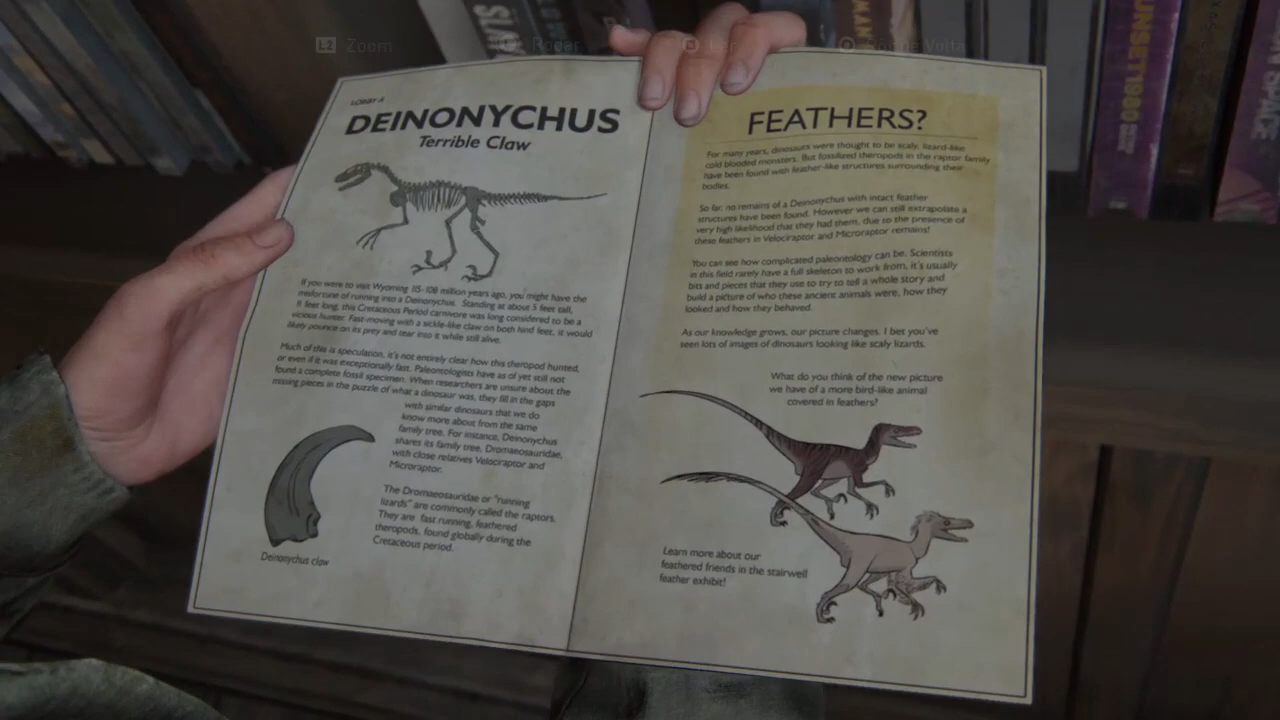 L2 Zoom
Rodar
Ler
LOBBY A
DEINONYCHUS
Terrible Claw
If you were to visit Wyoming 115-108 million years ago, you might have the
misfortune of running into a Deinonychus. Standing at about 5 feet tall,
11 feet long, this Cretaceous Period carnivore was long considered to be a
vicious hunter. Fast-moving with a sickle-like claw on both hind feet, it would
likely pounce on its prey and tear into it while still alive.
Much of this is speculation, it's not entirely clear how this theropod hunted,
or even if it was exceptionally fast. Paleontologists have as of yet still not
found a complete fossil specimen. When researchers are unsure about the
missing pieces in the puzzle of what a dinosaur was, they fill in the gaps
with similar dinosaurs that we do
know more about from the same
family tree. For instance, Deinonychus
shares its family tree, Dromaeosauridae,
with close relatives Velociraptor and
Microraptor.
The Dromaeosauridae or "running
lizards" are commonly called the raptors.
They are fast running, feathered
theropods, found globally during the
Cretaceous period.
Deinonychus claw
FEATHERS?
For many years, dinosaurs were thought to be scaly, lizard-like
cold blooded monsters. But fossilized theropods in the raptor family
have been found with feather-like structures surrounding their
bodies.
So far, no remains of a Deinonychus with intact feather
structures have been found. However we can still extrapolate a
very high likelihood that they had them, due to the presence of
these feathers in Velociraptor and Microraptor remains!
You can see how complicated paleontology can be. Scientists
in this field rarely have a full skeleton to work from, it's usually
bits and pieces that they use to try to tell a whole story and
build a picture of who these ancient animals were, how they
looked and how they behaved.
As our knowledge grows, our picture changes. I bet you've
seen lots of images of dinosaurs looking like scaly lizards.
What do you think of the new picture
we have of a more bird-like animal
covered in feathers?
Learn more about our
feathered friends in the stairwell
feather exhibit!